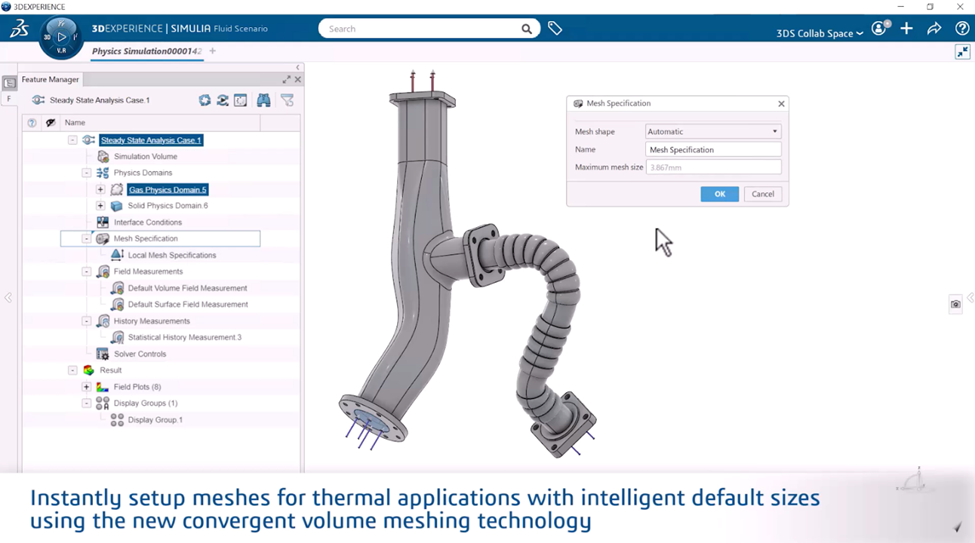 3DEXPERIENCE
3DEXPERIENCE | SIMULIA Fluid Scenario
Search
3DS Collab Space
V.R
Physics Simulation0000142
Feature Manager
F
Steady State Analysis Case.1
Name
Steady State Analysis Case.1
Simulation Volume
Physics Domains
Gas Physics Domain.5
Solid Physics Domain 6
Interface Conditions
Mesh Specification
Local Mesh Specifications
Field Measurements
Default Volume Field Measurement
Default Surface Field Measurement
History Measurements
Statistical History Measurement.3
Solver Controls
Result
Field Plots (8)
Display Groups (1)
Display Group.1
Mesh Specification
Mesh shape Automatic
Name Mesh Specification
Maximum mesh size 3.867mm
OK Cancel
Instantly setup meshes for thermal applications with intelligent default sizes
using the new convergent volume meshing technology